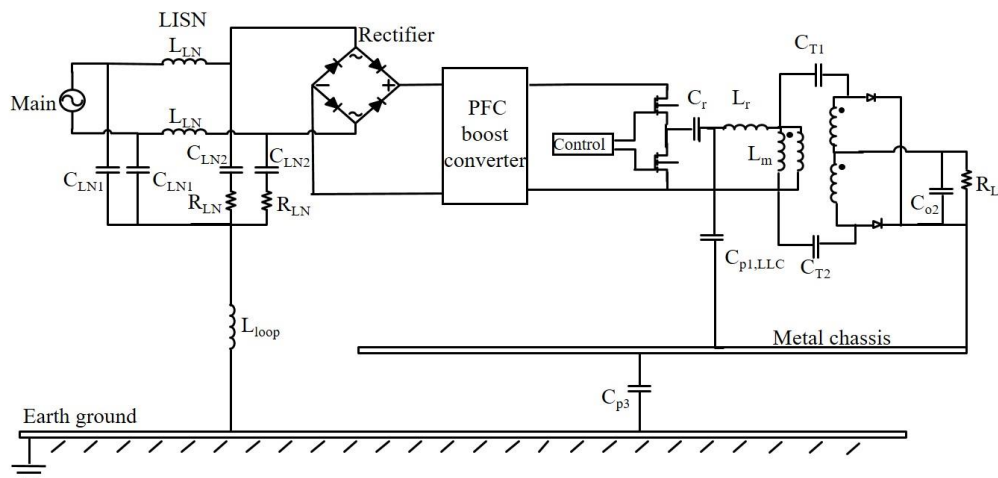 LISN
L_LN
Rectifier
Main
L_LN
C_LN1
C_LN1
C_LN2
C_LN2
R_LN
R_LN
PFC
boost
converter
Control
C_r
L_r
L_m
C_T1
C_T2
C_p1,LLC
C_o2
R_L
L_loop
Metal chassis
C_p3
Earth ground